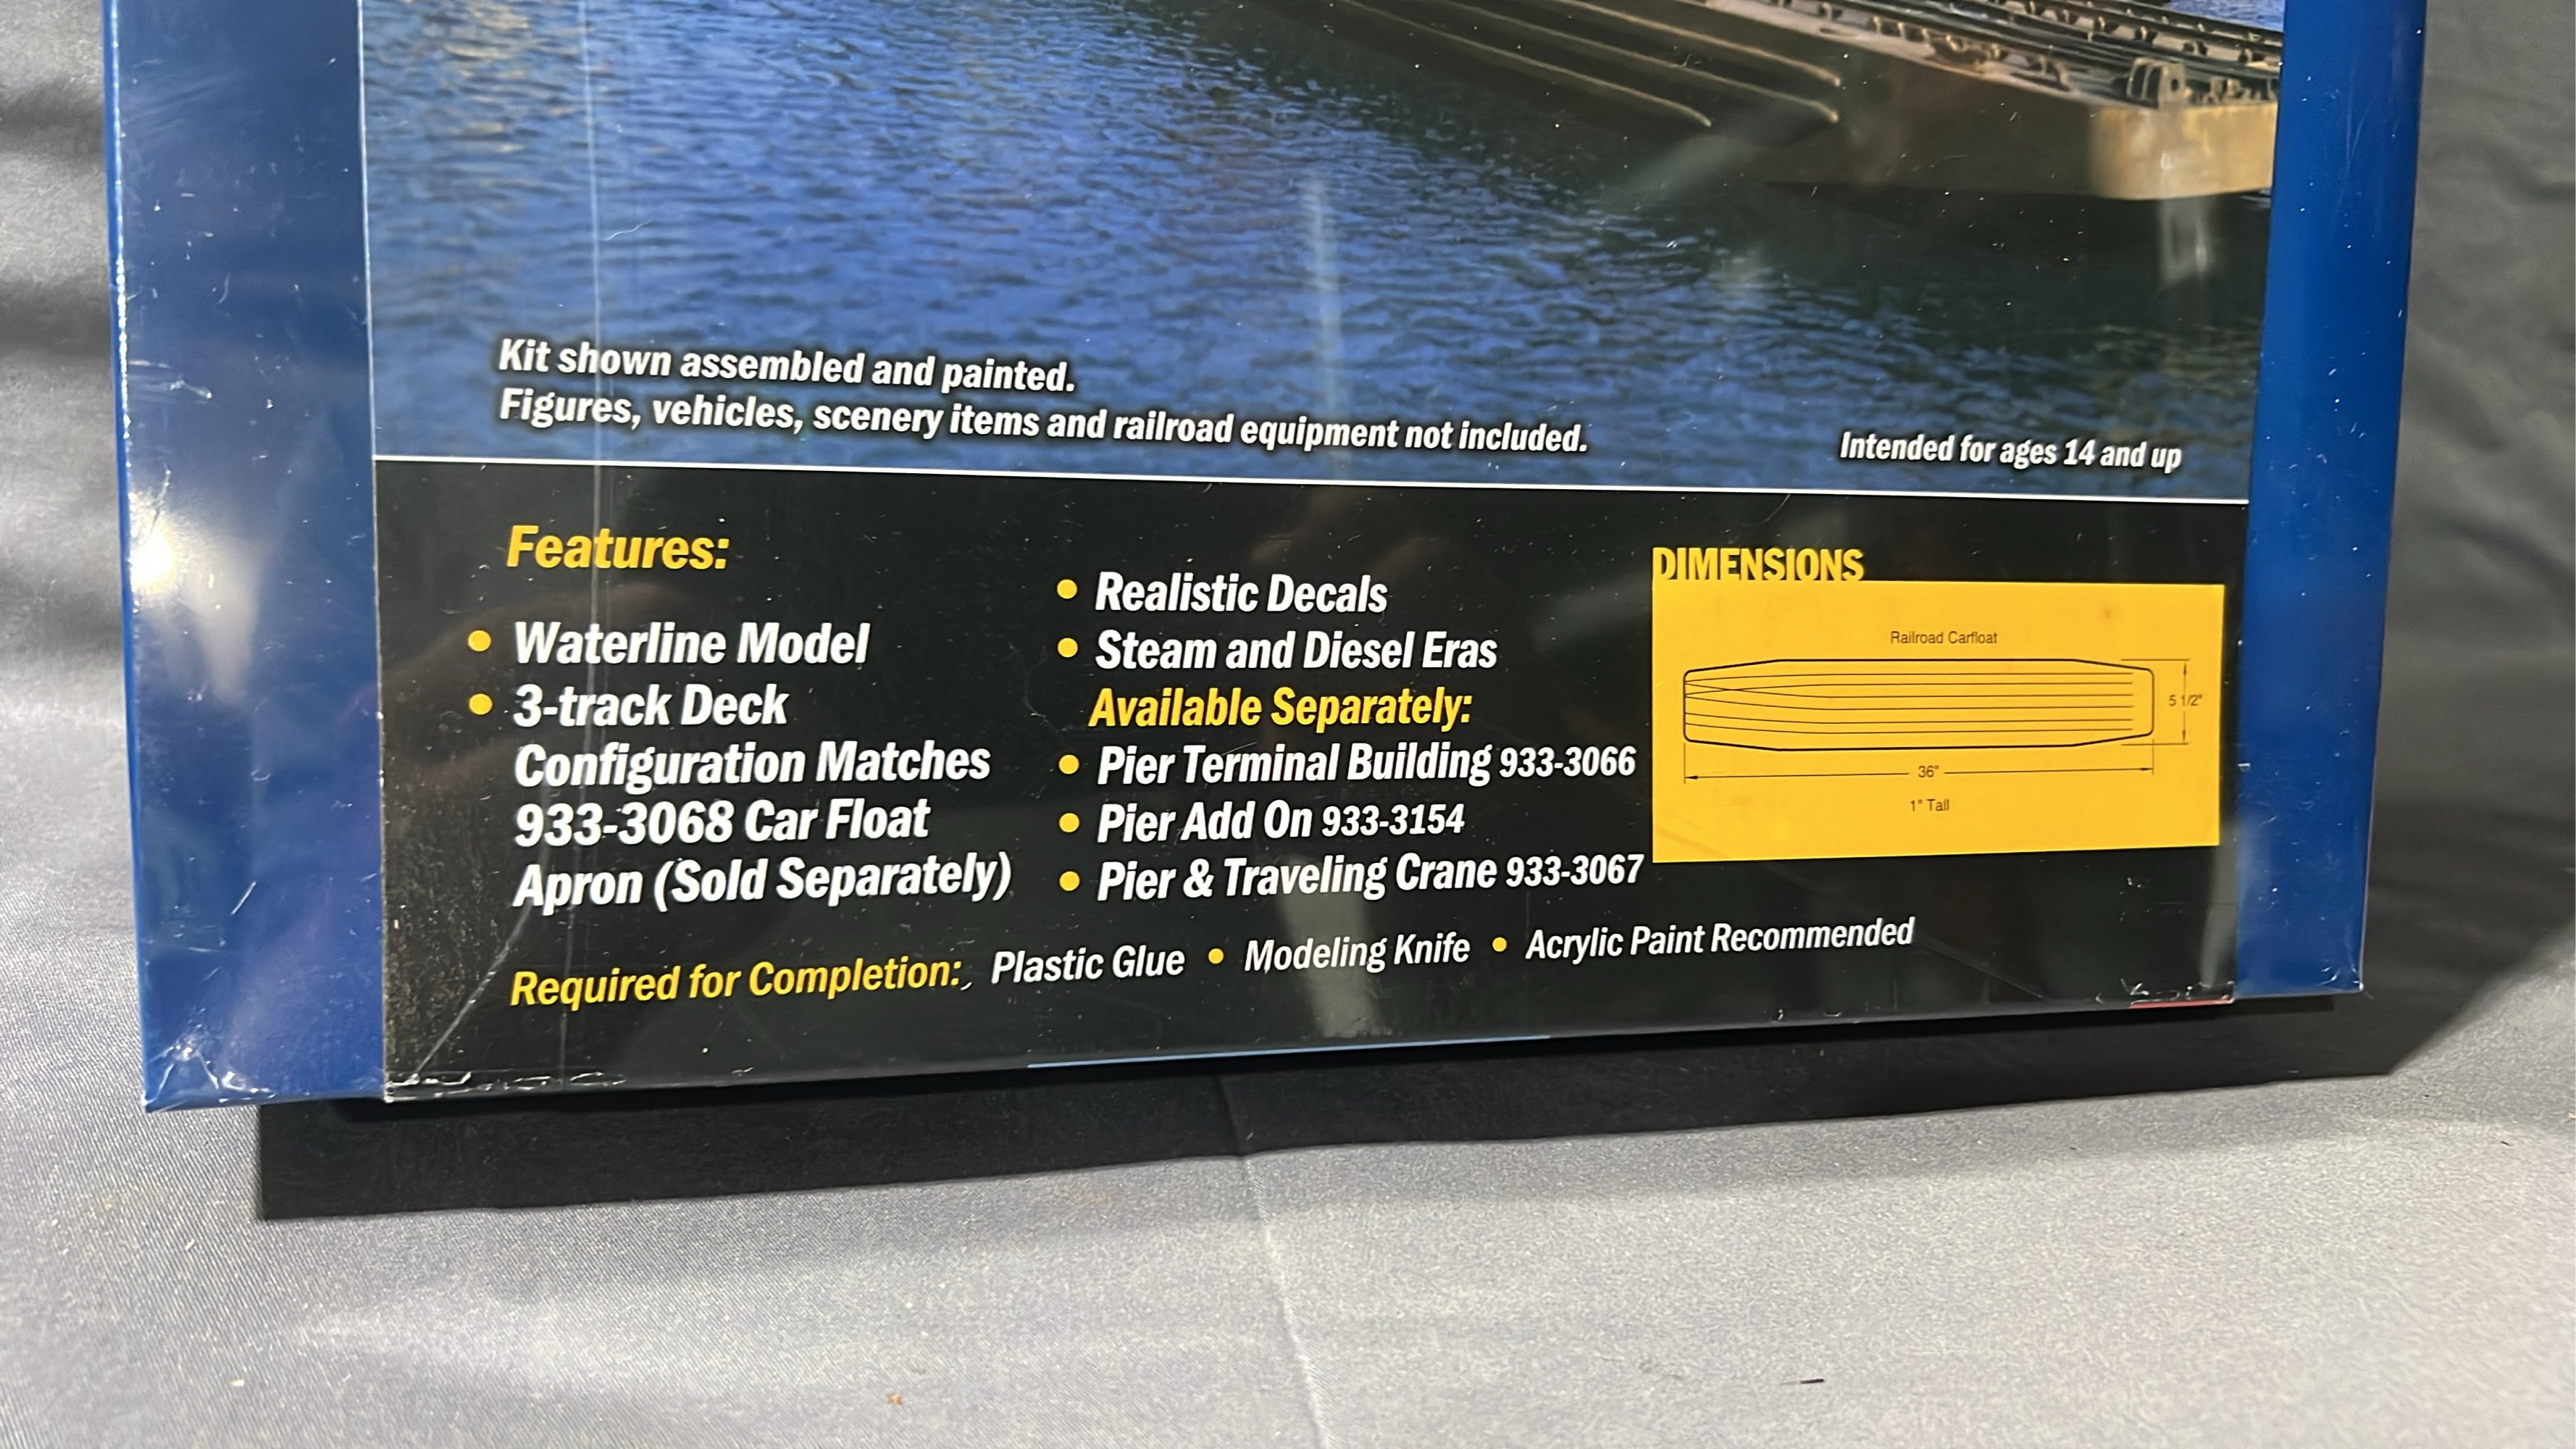 Kit shown assembled and painted.
Figures, vehicles, scenery items and railroad equipment not included.
Intended for ages 14 and up
Features:
• Waterline Model
• 3-track Deck
Configuration Matches
933-3068 Car Float
Apron (Sold Separately)
• Realistic Decals
• Steam and Diesel Eras
Available Separately:
• Pier Terminal Building 933-3066
• Pier Add On 933-3154
• Pier & Traveling Crane 933-3067
DIMENSIONS
Railroad Carfloat
5 1/2"
36"
1" Tall
Required for Completion: Plastic Glue • Modeling Knife • Acrylic Paint Recommended